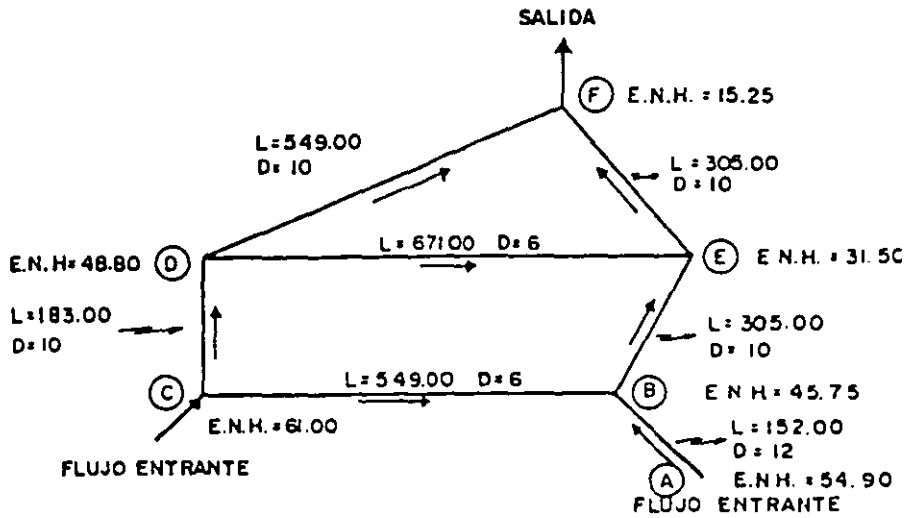 SALIDA
F E.N.H. = 15.25
L=549.00
D= 10
L=305.00
D=10
L=671.00 D=6
E.N.H=48.80 D
E E N.H. = 31.50
L=183.00
D=10
L=305.00
D=10
L=549.00 D=6
C
B E N H.=45.75
E.N.H.=61.00
L=152.00
D=12
FLUJO ENTRANTE
A E.N.H. = 54.90
FLUJO ENTRANTE